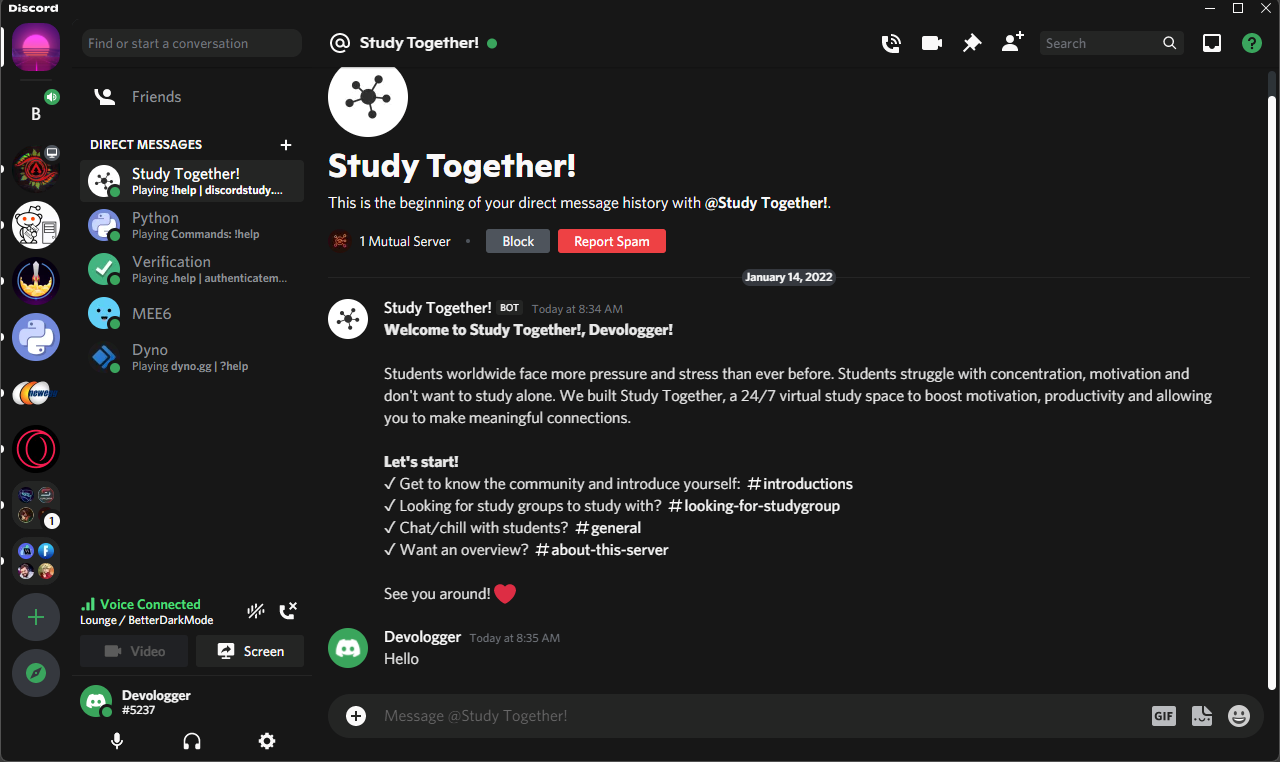 Discord
Find or start a conversation
Study Together!
Search
B
Friends
DIRECT MESSAGES
Study Together!
Playing !help | discordstudy....
Python
Playing Commands: !help
Verification
Playing .help | authenticatem...
MEE6
Dyno
Playing dyno.gg | ?help
1
Voice Connected
Lounge / BetterDarkMode
Video
Screen
Devologger
#5237
Study Together!
This is the beginning of your direct message history with @Study Together!.
1 Mutual Server
Block
Report Spam
January 14, 2022
Study Together! BOT Today at 8:34 AM
Welcome to Study Together!, Devologger!
Students worldwide face more pressure and stress than ever before. Students struggle with concentration, motivation and
don't want to study alone. We built Study Together, a 24/7 virtual study space to boost motivation, productivity and allowing
you to make meaningful connections.
Let's start!
✓ Get to know the community and introduce yourself: #introductions
✓ Looking for study groups to study with? #looking-for-studygroup
✓ Chat/chill with students? #general
✓ Want an overview? #about-this-server
See you around! ❤
Devologger Today at 8:35 AM
Hello
Message @Study Together!
GIF